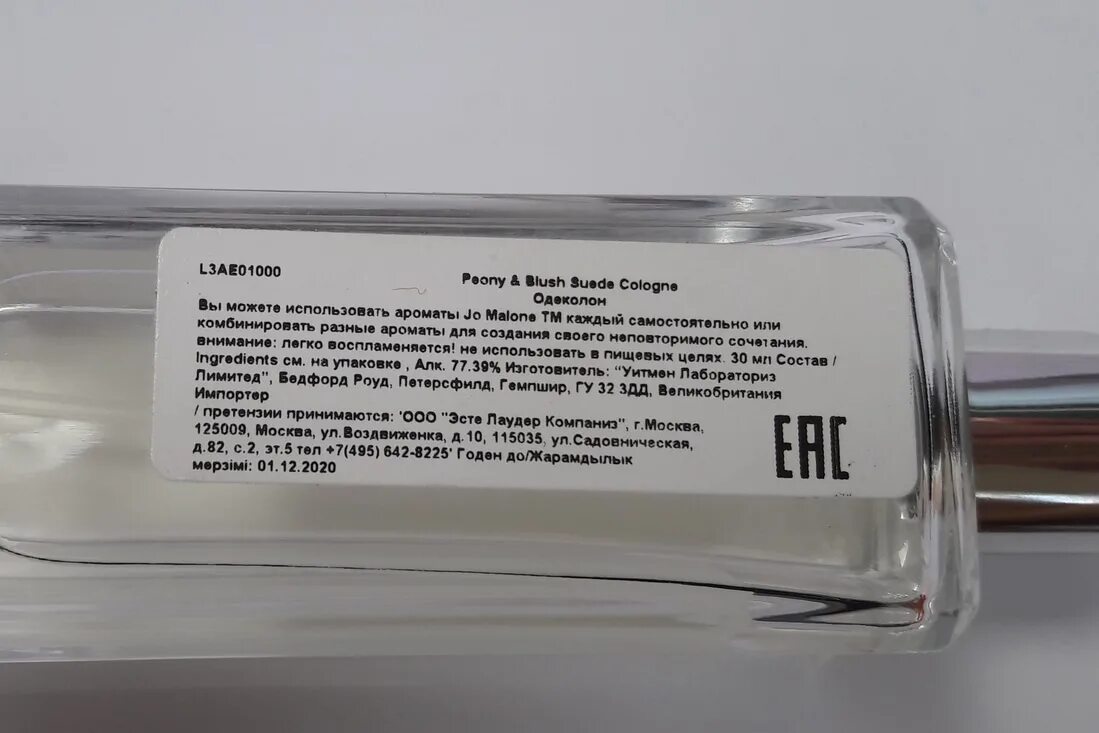 L3AE01000
Peony & Blush Suede Cologne
Одеколон
Вы можете использовать ароматы Jo Malone TM каждый самостоятельно или
комбинировать разные ароматы для создания своего неповторимого сочетания.
внимание: легко воспламеняется! не использовать в пищевых целях. 30 мл Состав /
Ingredients см. на упаковке , Алк. 77.39% Изготовитель: "Уитмен Лабораториз
Лимитед", Бедфорд Роуд, Петерсфилд, Гемпшир, ГУ 32 3ДД, Великобритания
Импортер
/ претензии принимаются: 'ООО "Эсте Лаудер Компаниз", г.Москва,
125009, Москва, ул.Воздвиженка, д.10, 115035, ул.Садовническая,
д.82, с.2, эт.5 тел +7(495) 642-8225' Годен до/Жарамдылык
мерзімі: 01.12.2020
EAC